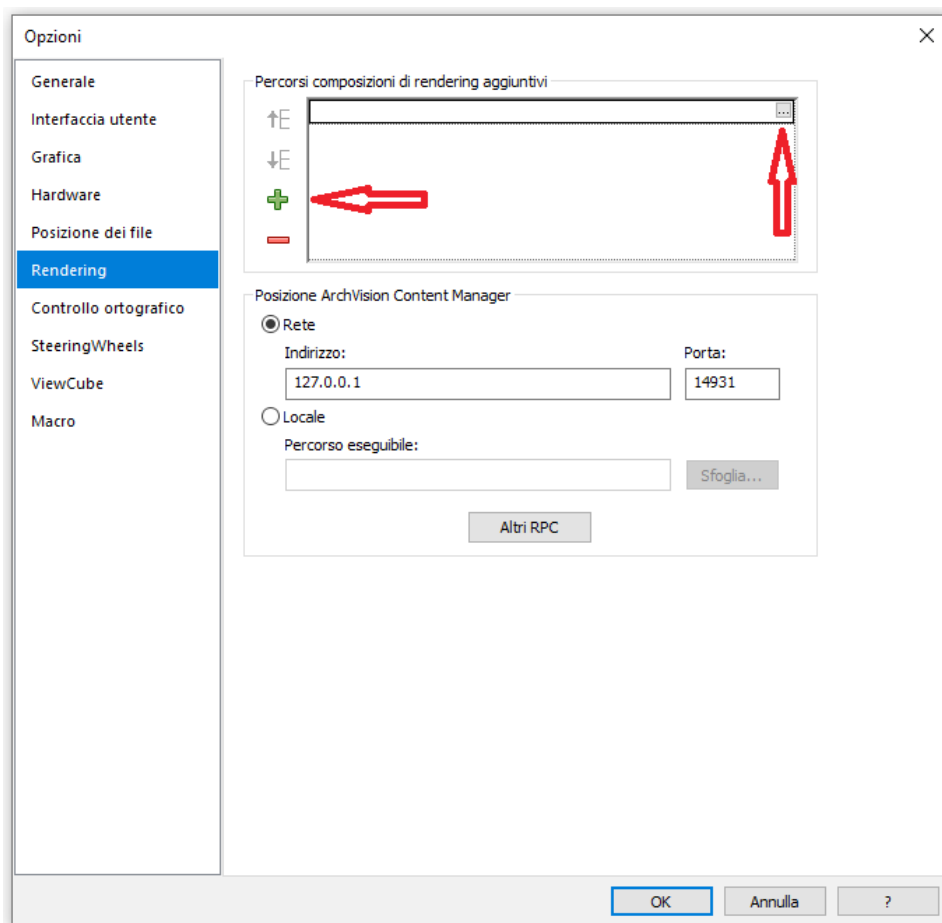 Opzioni
Generale
Interfaccia utente
Grafica
Hardware
Posizione dei file
Rendering
Controllo ortografico
SteeringWheels
ViewCube
Macro
Percorsi composizioni di rendering aggiuntivi
...
Posizione ArchVision Content Manager
Rete
Indirizzo: Porta:
127.0.0.1 14931
Locale
Percorso eseguibile:
Sfoglia...
Altri RPC
OK Annulla ?